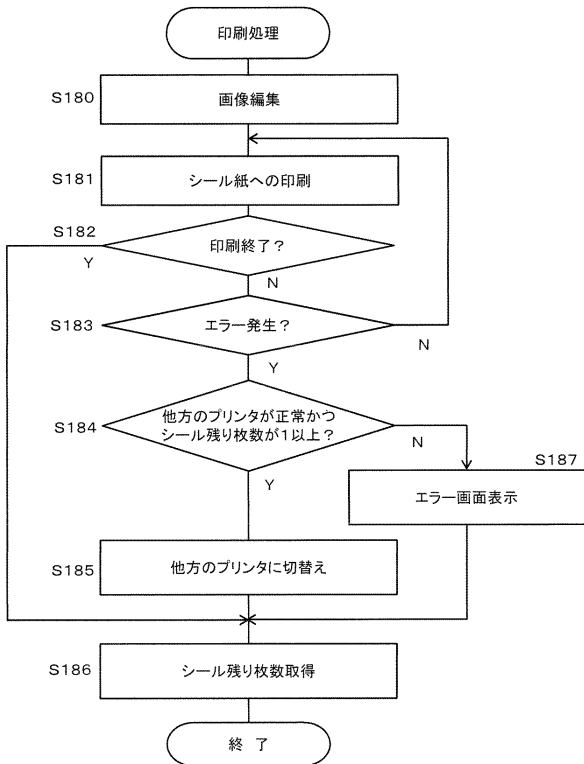 印刷処理
S180
画像編集
S181
シール紙への印刷
S182
印刷終了?
Y
N
S183
エラー発生?
N
Y
S184
他方のプリンタが正常かつ
シール残り枚数が1以上?
N
Y
S187
エラー画面表示
S185
他方のプリンタに切替え
S186
シール残り枚数取得
終 了